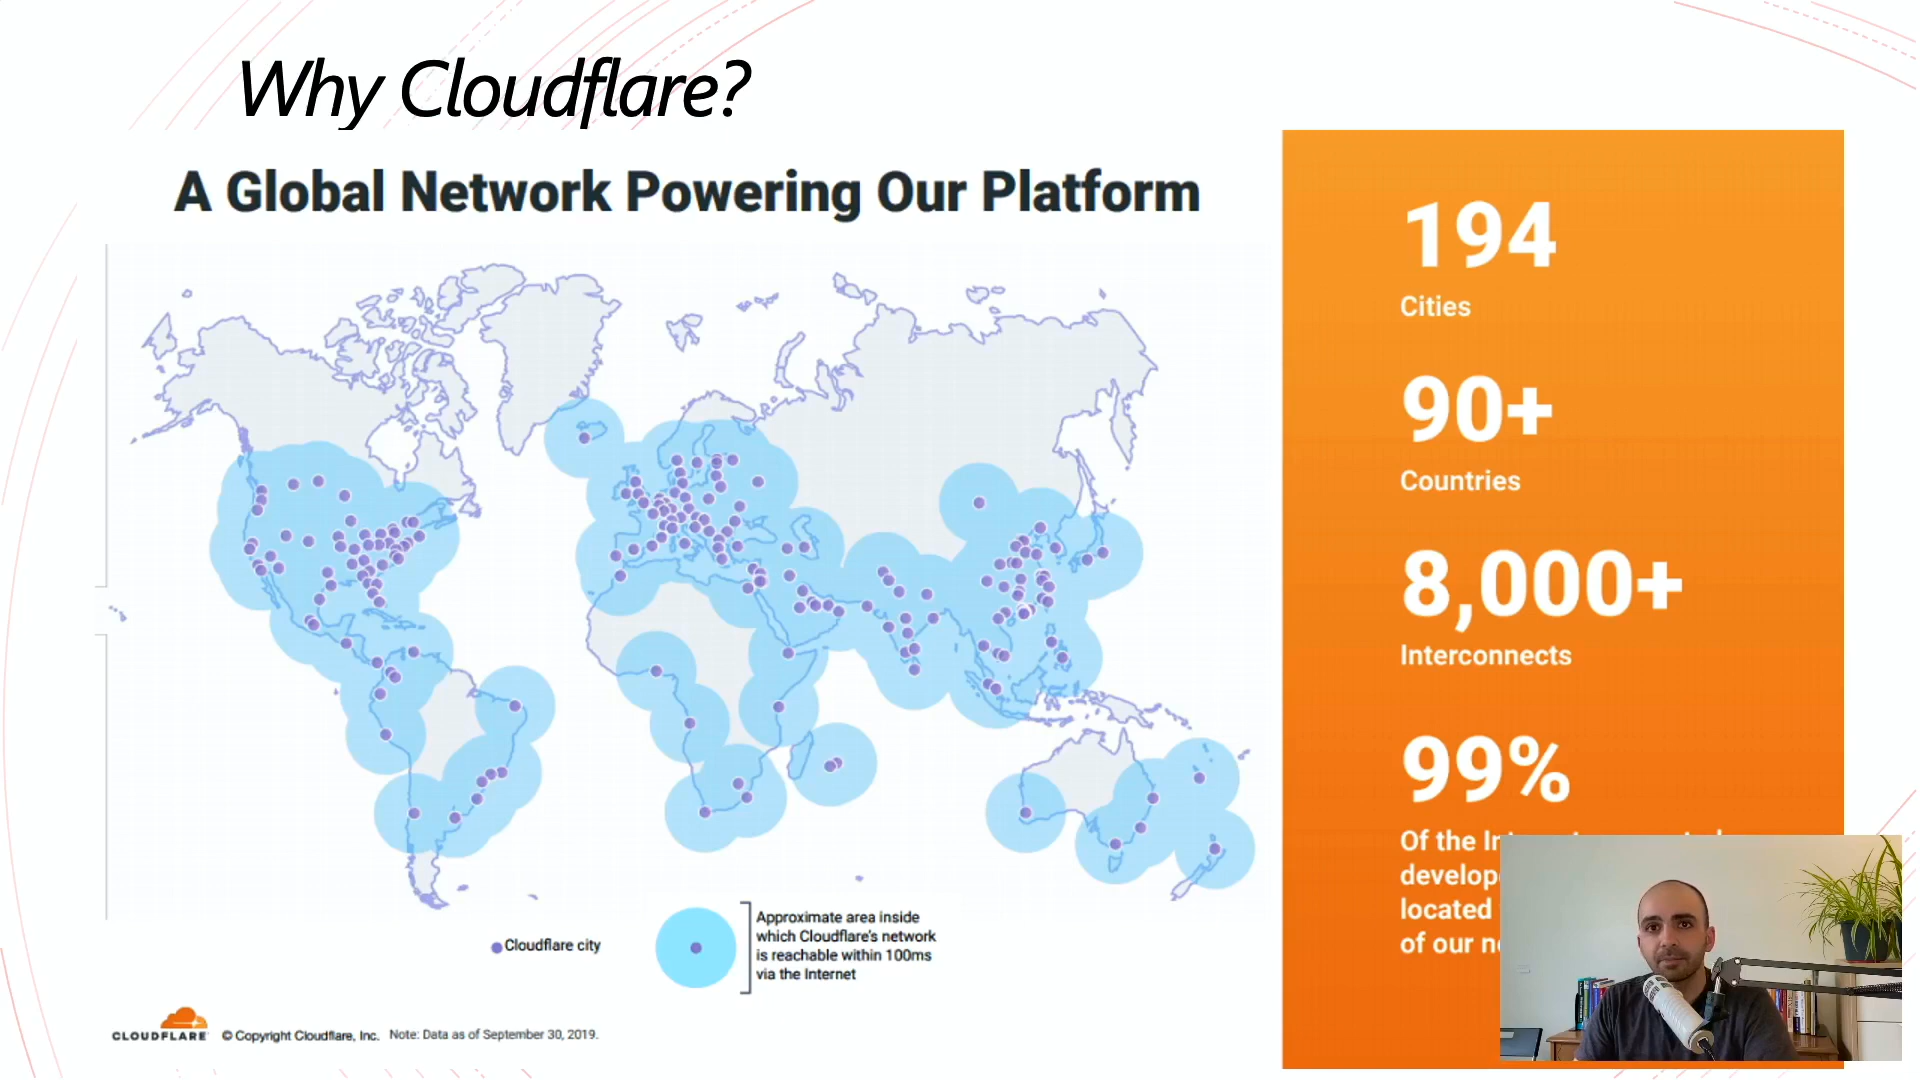 Why Cloudflare?
A Global Network Powering Our Platform
194
Cities
90+
Countries
8,000+
Interconnects
99%
Of the
develop
located
of our
Cloudflare city
Approximate area inside
which Cloudflare's network
is reachable within 100ms
via the Internet
CLOUDFLARE
© Copyright Cloudflare, Inc. Note: Data as of September 30, 2019.